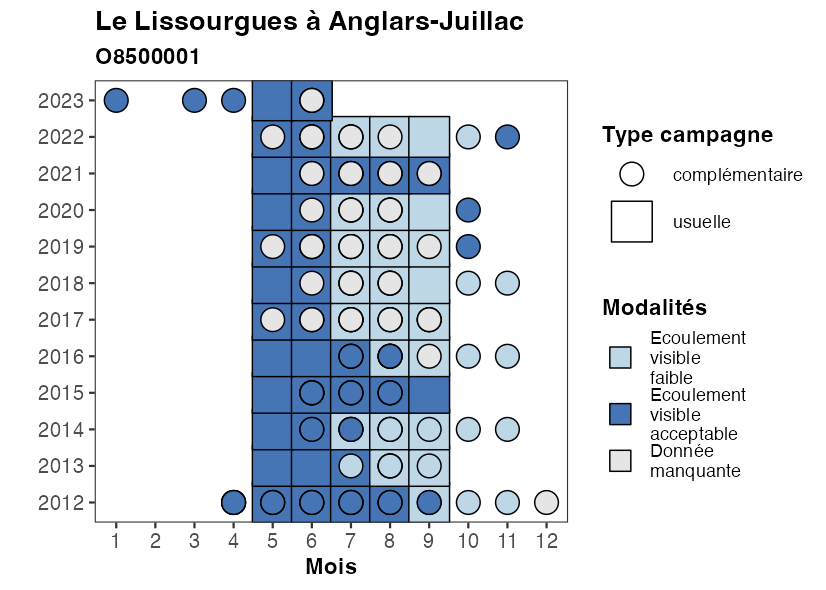 Le Lissourgues à Anglars-Juillac
O8500001
2023
2022
2021
2020
2019
2018
2017
2016
2015
2014
2013
2012
1 2 3 4 5 6 7 8 9 10 11 12
Mois
Type campagne
complémentaire
usuelle
Modalités
Ecoulement
visible
faible
Ecoulement
visible
acceptable
Donnée
manquante